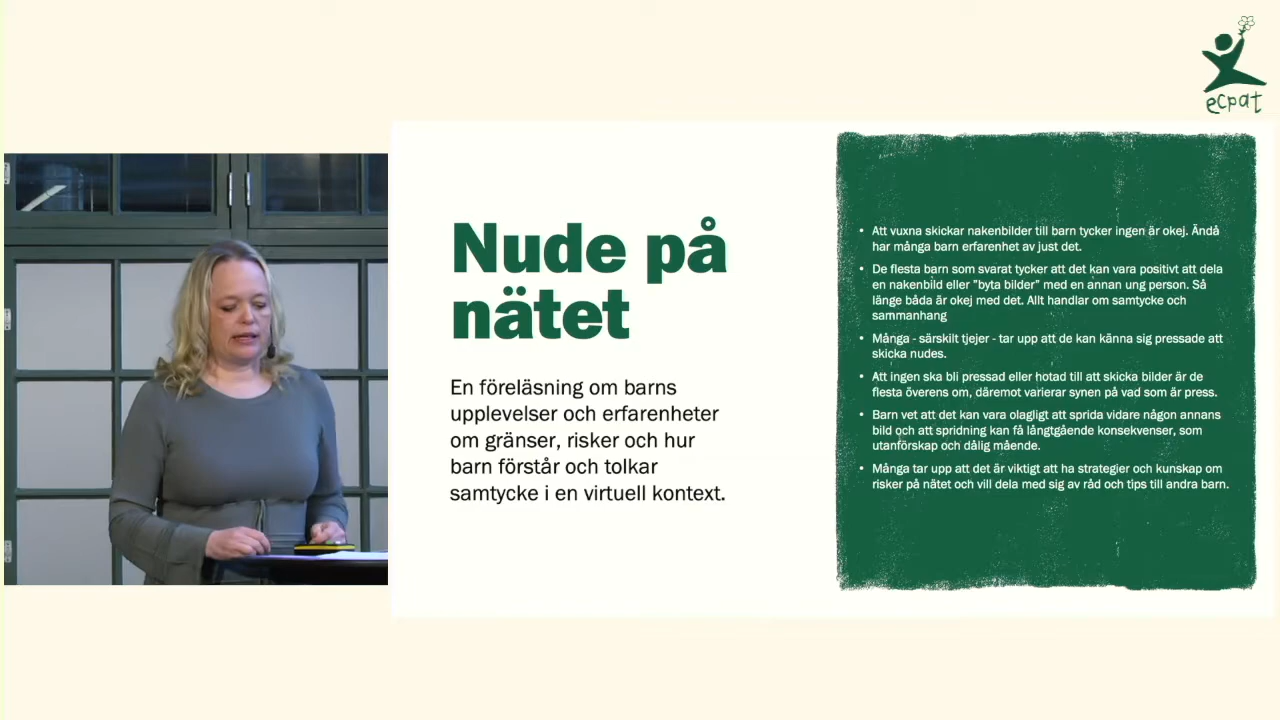 ecpat
Nude på
nätet
En föreläsning om barns
upplevelser och erfarenheter
om gränser, risker och hur
barn förstår och tolkar
samtycke i en virtuell kontext.
• Att vuxna skickar nakenbilder till barn tycker ingen är okej. Ändå
har många barn erfarenhet av just det.
• De flesta barn som svarat tycker att det kan vara positivt att dela
en nakenbild eller ”byta bilder” med en annan ung person. Så
länge båda är okej med det. Allt handlar om samtycke och
sammanhang
• Många - särskilt tjejer - tar upp att de kan känna sig pressade att
skicka nudes.
• Att ingen ska bli pressad eller hotad till att skicka bilder är de
flesta överens om, däremot varierar synen på vad som är press.
• Barn vet att det kan vara olagligt att sprida vidare någon annans
bild och att spridning kan få långtgående konsekvenser, som
utanförskap och dålig mående.
• Många tar upp att det är viktigt att ha strategier och kunskap om
risker på nätet och vill dela med sig av råd och tips till andra barn.